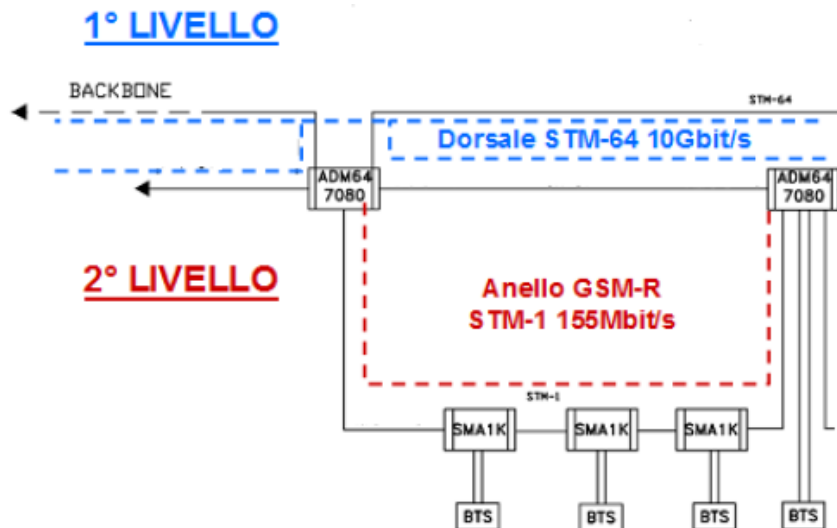 1° LIVELLO
BACKBONE
STM-64
Dorsale STM-64 10Gbit/s
ADM64
7080
ADM64
7080
2° LIVELLO
Anello GSM-R
STM-1 155Mbit/s
STM-1
SMA1K
SMA1K
SMA1K
BTS
BTS
BTS
BTS